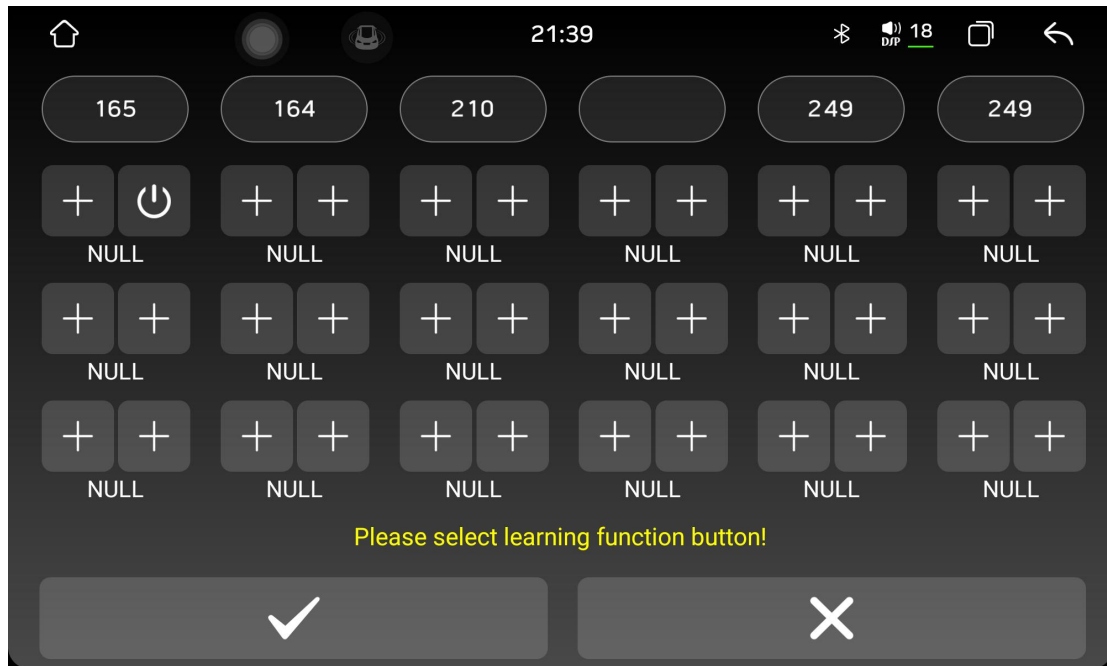 21:39
DSP 18
165 164 210 249 249
NULL NULL NULL NULL NULL NULL
NULL NULL NULL NULL NULL NULL
NULL NULL NULL NULL NULL NULL
Please select learning function button!